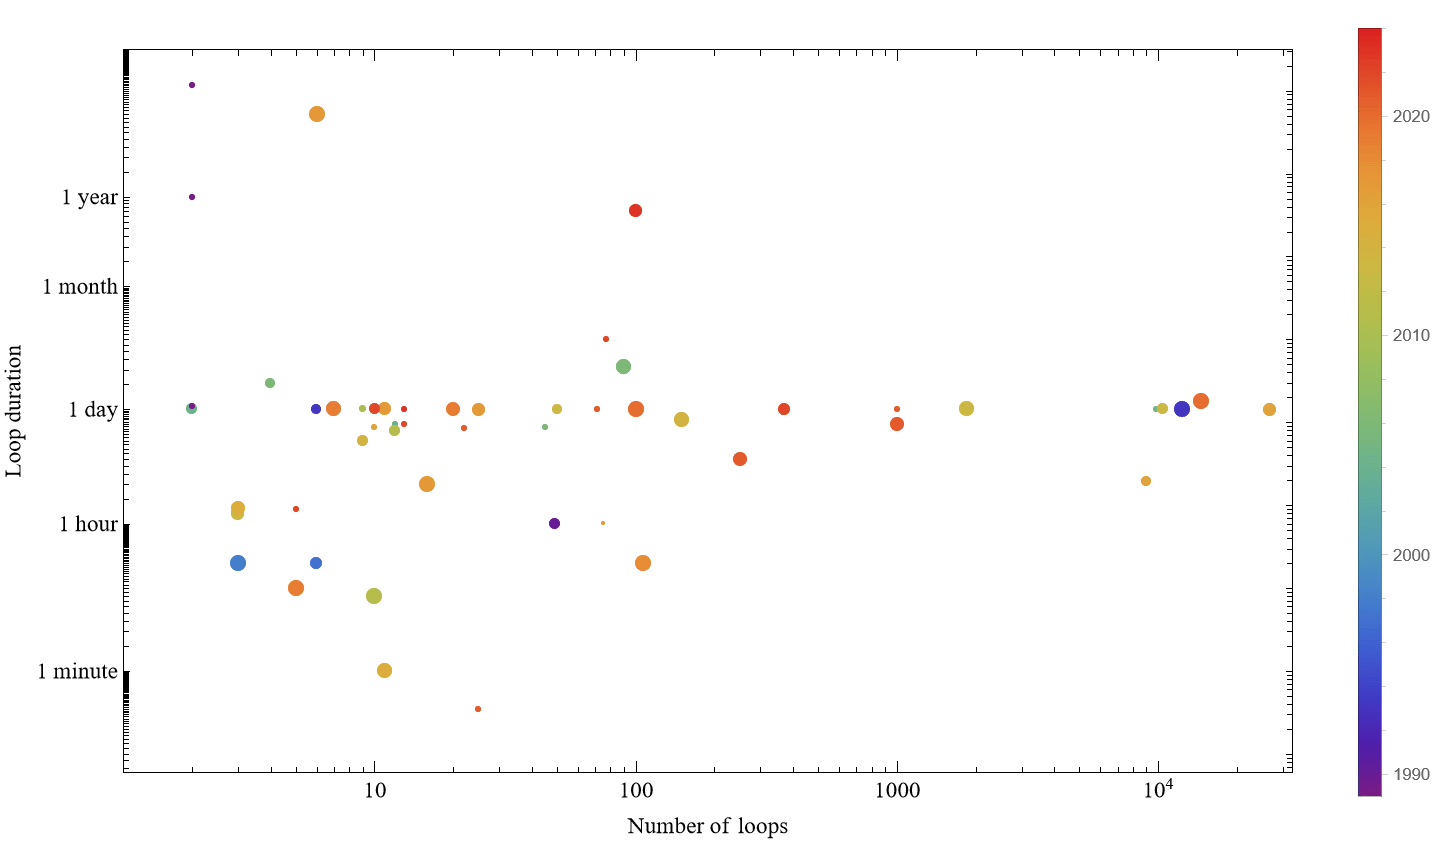 2020
1 year
1 month
2010
Loop duration
1 day
1 hour
2000
1 minute
1990
10 100 1000 10⁴
Number of loops